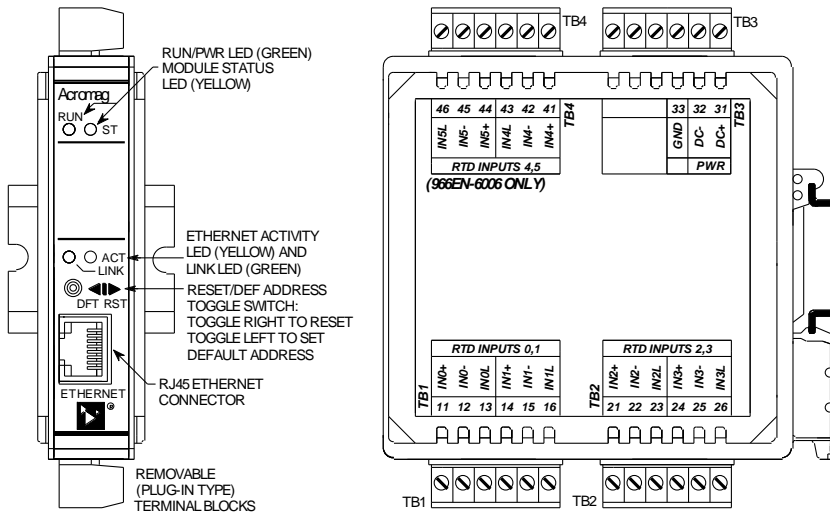 RUN/PWR LED (GREEN)
MODULE STATUS
LED (YELLOW)
Acromag
RUN
ST
ETHERNET ACTIVITY
LED (YELLOW) AND
LINK LED (GREEN)
ACT
LINK
RESET/DEF ADDRESS
TOGGLE SWITCH:
TOGGLE RIGHT TO RESET
TOGGLE LEFT TO SET
DEFAULT ADDRESS
DFT RST
RJ45 ETHERNET
CONNECTOR
ETHERNET
R
REMOVABLE
(PLUG-IN TYPE)
TERMINAL BLOCKS
TB4
TB3
46 45 44 43 42 41
IN5L IN5- IN5+ IN4L IN4- IN4+
TB4
RTD INPUTS 4,5
(966EN-6006 ONLY)
33 32 31
GND DC- DC+
TB3
PWR
RTD INPUTS 0,1
TB1
IN0+ IN0- IN0L IN1+ IN1- IN1L
11 12 13 14 15 16
RTD INPUTS 2,3
TB2
IN2+ IN2- IN2L IN3+ IN3- IN3L
21 22 23 24 25 26
TB1
TB2